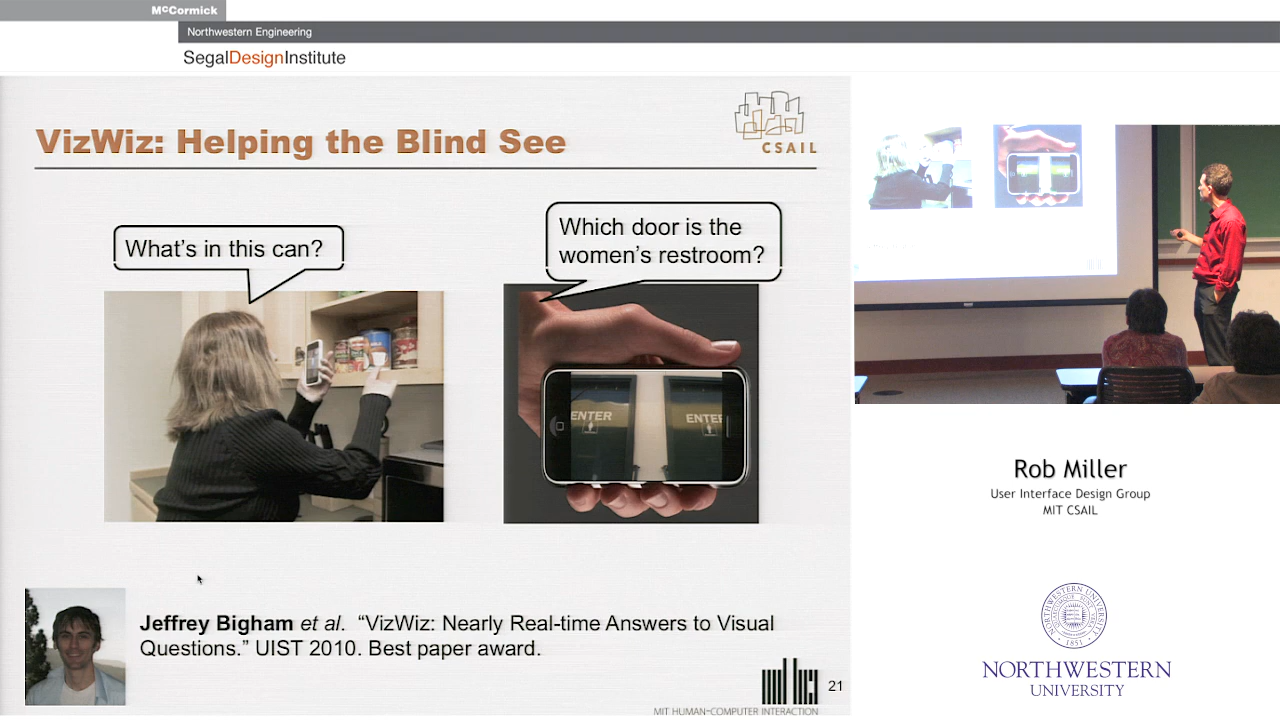 McCormick
Northwestern Engineering
SegalDesignInstitute
VizWiz: Helping the Blind See
CSAIL
What's in this can?
Which door is the
women's restroom?
ENTER
ENTER
Jeffrey Bigham et al. “VizWiz: Nearly Real-time Answers to Visual
Questions.” UIST 2010. Best paper award.
21
MIT HUMAN-COMPUTER INTERACTION
Rob Miller
User Interface Design Group
MIT CSAIL
1851
NORTHWESTERN
UNIVERSITY